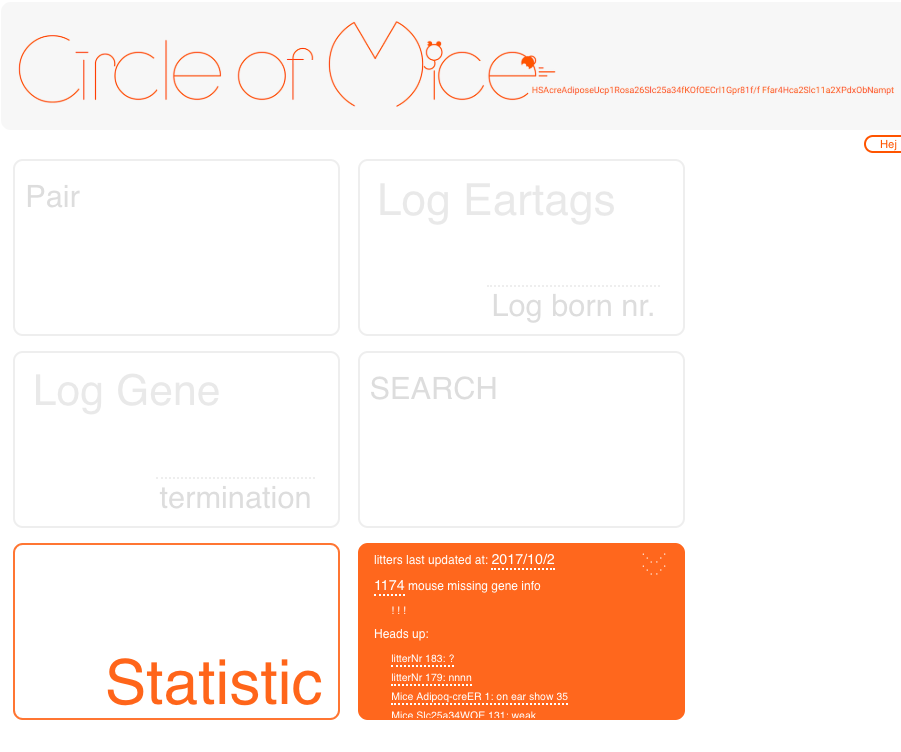 Circle of Mice
HSAcreAdiposeUcp1Rosa26Slc25a34fKOfOECrl1Gpr81f/f Ffar4Hca2Slc11a2XPdxObNampt
Hej
Pair
Log Eartags
Log born nr.
Log Gene
termination
SEARCH
Statistic
litters last updated at: 2017/10/2
1174 mouse missing gene info
! ! !
Heads up:
litterNr 183: ?
litterNr 179: nnnn
Mice Adipoq-creER 1: on ear show 35
Mice Slc25a34WOE 131: weak